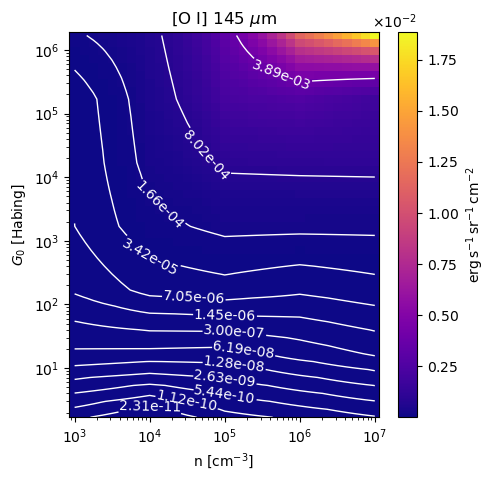 [O I] 145 μm
×10⁻²
G₀ [Habing]
10⁶
10⁵
10⁴
10³
10²
10¹
3.89e-03
8.02e-04
1.66e-04
3.42e-05
7.05e-06
1.45e-06
3.00e-07
6.19e-08
1.28e-08
2.63e-09
5.44e-10
1.12e-10
2.31e-11
10³
10⁴
10⁵
10⁶
10⁷
n [cm⁻³]
1.75
1.50
1.25
1.00
0.75
0.50
0.25
erg s⁻¹ sr⁻¹ cm⁻²